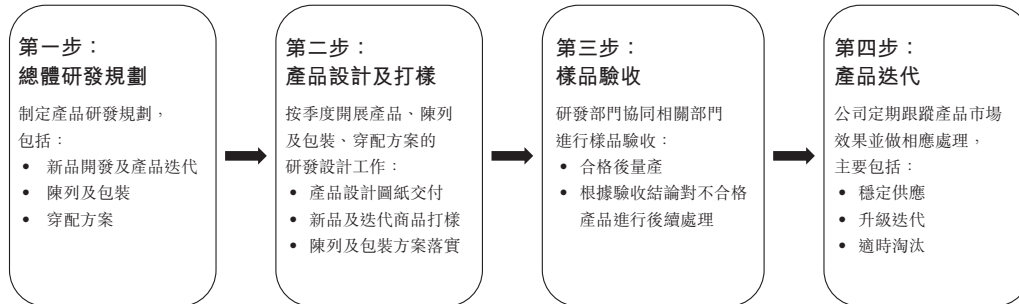 第一步：
總體研發規劃
制定產品研發規劃，
包括：
• 新品開發及產品迭代
• 陳列及包裝
• 穿配方案
第二步：
產品設計及打樣
按季度開展產品、陳列
及包裝、穿配方案的
研發設計工作：
• 產品設計圖紙交付
• 新品及迭代商品打樣
• 陳列及包裝方案落實
第三步：
樣品驗收
研發部門協同相關部門
進行樣品驗收：
• 合格後量產
• 根據驗收結論對不合格
產品進行後續處理
第四步：
產品迭代
公司定期跟蹤產品市場
效果並做相應處理，
主要包括：
• 穩定供應
• 升級迭代
• 適時淘汰